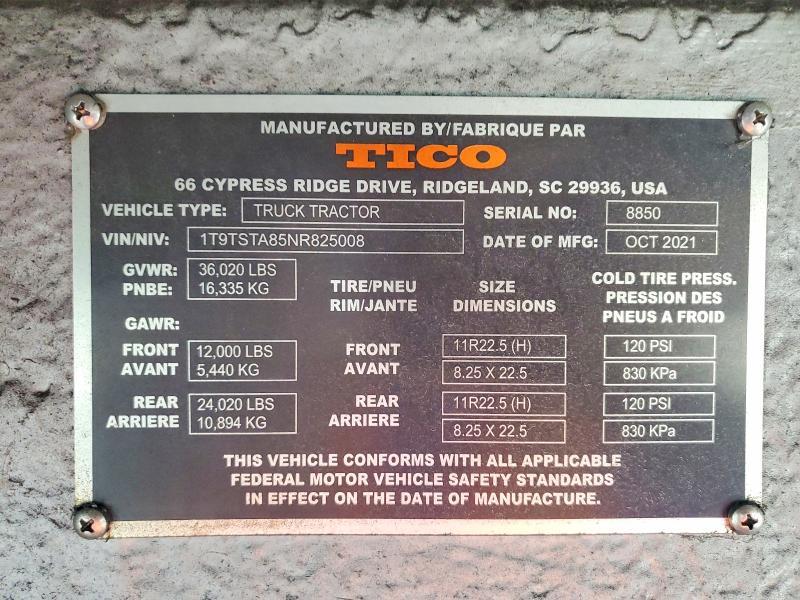 MANUFACTURED BY/FABRIQUE PAR
TICO
66 CYPRESS RIDGE DRIVE, RIDGELAND, SC 29936, USA
VEHICLE TYPE: TRUCK TRACTOR SERIAL NO: 8850
VIN/NIV: 1T9TSTA85NR825008 DATE OF MFG: OCT 2021
GVWR: 36,020 LBS
PNBE: 16,335 KG
TIRE/PNEU SIZE COLD TIRE PRESS.
RIM/JANTE DIMENSIONS PRESSION DES
PNEUS A FROID
GAWR:
FRONT 12,000 LBS FRONT 11R22.5 (H) 120 PSI
AVANT 5,440 KG AVANT 8.25 X 22.5 830 KPa
REAR 24,020 LBS REAR 11R22.5 (H) 120 PSI
ARRIERE 10,894 KG ARRIERE 8.25 X 22.5 830 KPa
THIS VEHICLE CONFORMS WITH ALL APPLICABLE
FEDERAL MOTOR VEHICLE SAFETY STANDARDS
IN EFFECT ON THE DATE OF MANUFACTURE.